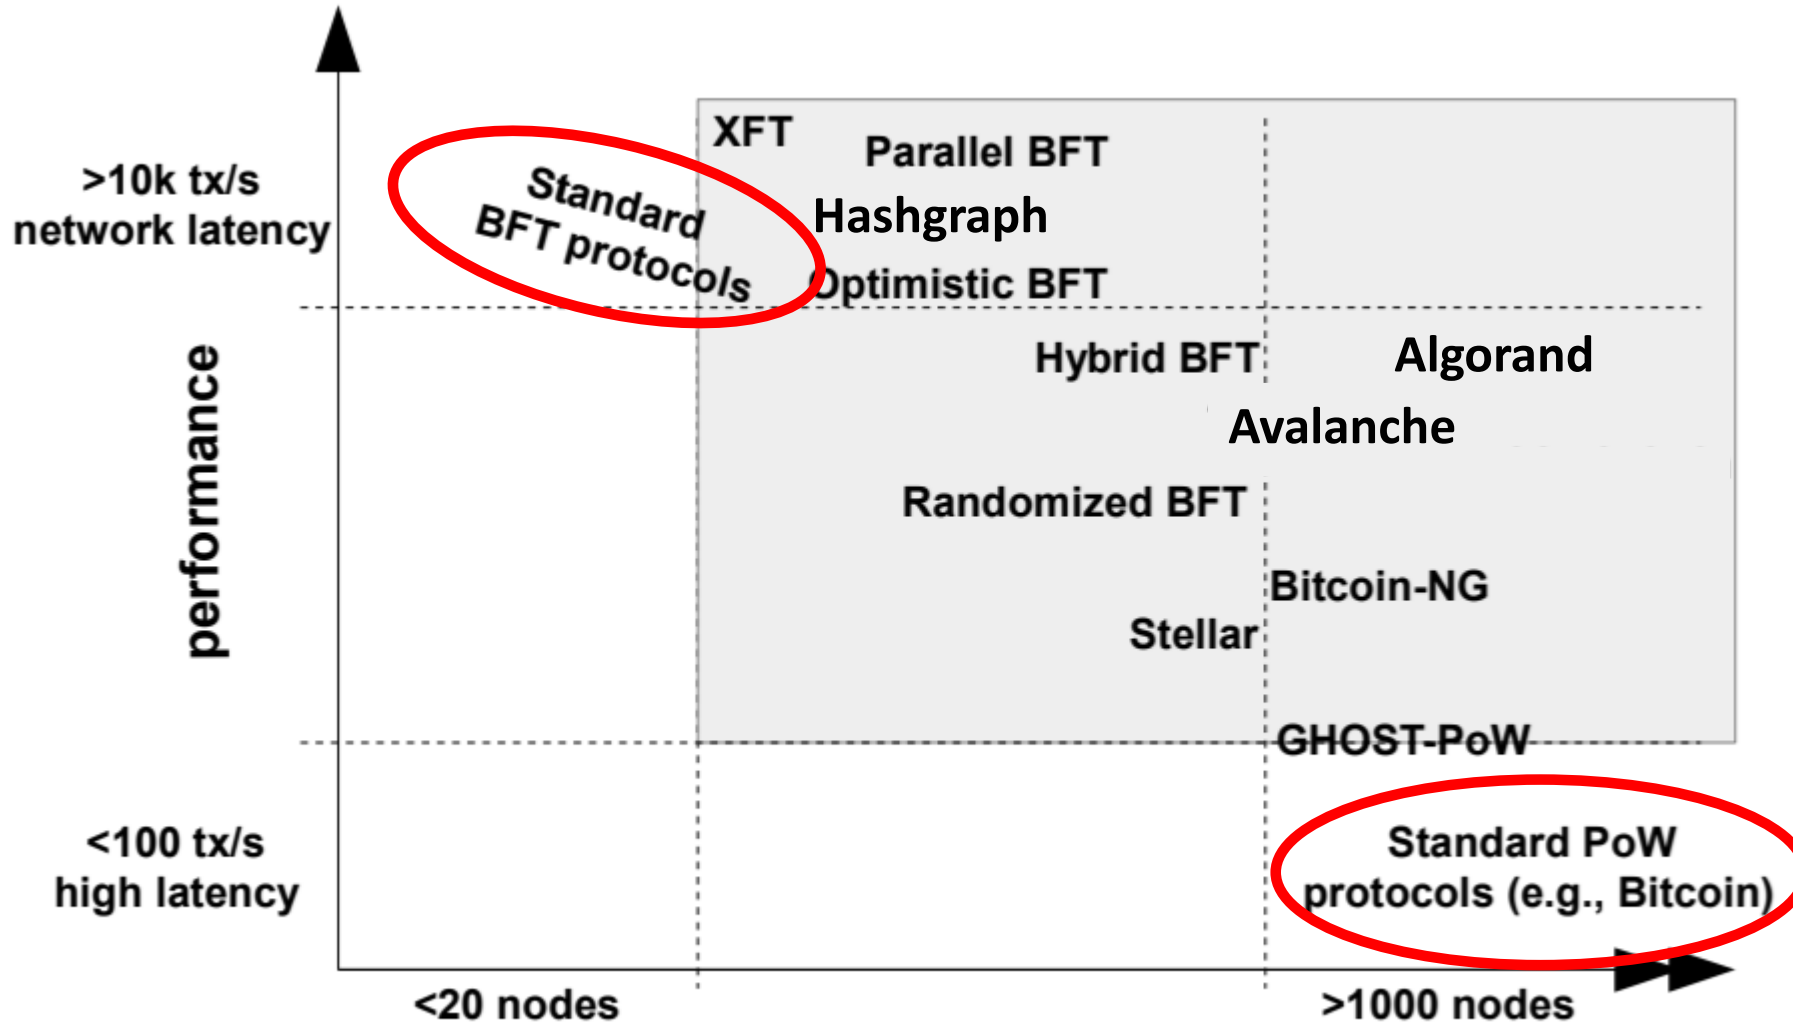 XFT
Parallel BFT
>10k tx/s
network latency
Standard
BFT protocols
Hashgraph
Optimistic BFT
Hybrid BFT
Algorand
Avalanche
performance
Randomized BFT
Bitcoin-NG
Stellar
GHOST-PoW
<100 tx/s
high latency
Standard PoW
protocols (e.g., Bitcoin)
<20 nodes
>1000 nodes